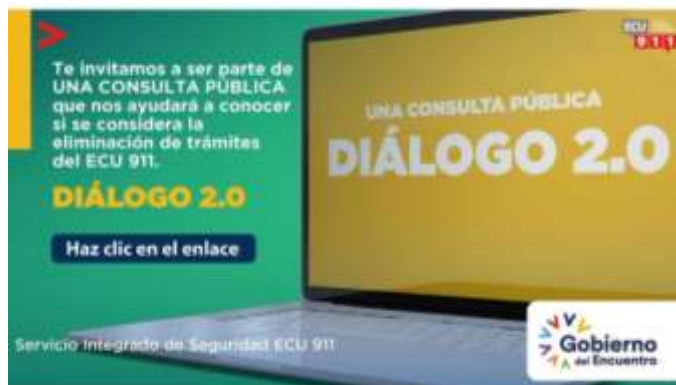 Te invitamos a ser parte de
UNA CONSULTA PÚBLICA
que nos ayudará a conocer
si se considera la
eliminación de trámites
del ECU 911.
DIÁLOGO 2.0
Haz clic en el enlace
Servicio Integrado de Seguridad ECU 911
ECU
911
UNA CONSULTA PÚBLICA
DIÁLOGO 2.0
Gobierno
del Encuentro